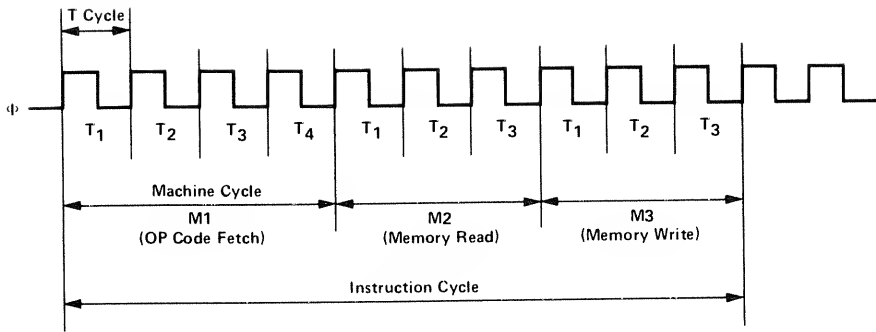 T Cycle
Φ
T1 T2 T3 T4 T1 T2 T3 T1 T2 T3
Machine Cycle
M1 M2 M3
(OP Code Fetch) (Memory Read) (Memory Write)
Instruction Cycle